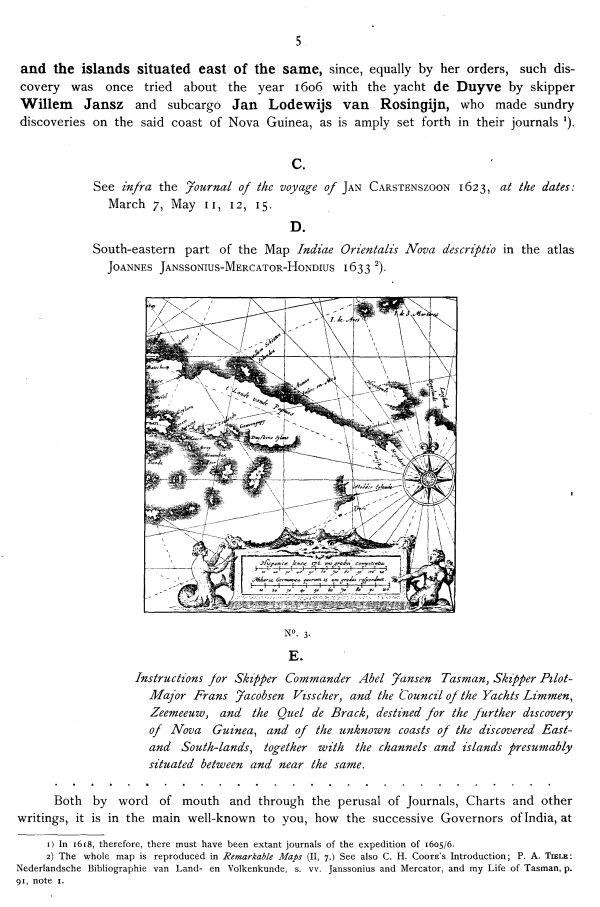 5
and the islands situated east of the same, since, equally by her orders, such dis-
covery was once tried about the year 1606 with the yacht de Duyve by skipper
Willem Jansz and subcargo Jan Lodewijs van Rosingijn, who made sundry
discoveries on the said coast of Nova Guinea, as is amply set forth in their journals ¹).
C.
See infra the Journal of the voyage of JAN CARSTENSZOON 1623, at the dates:
March 7, May 11, 12, 15.
D.
South-eastern part of the Map Indiae Orientalis Nova descriptio in the atlas
JOANNES JANSSONIUS-MERCATOR-HONDIUS 1633 ²).
I. de Aves
t Landt vande Papuas
Nº. 3.
E.
Instructions for Skipper Commander Abel Jansen Tasman, Skipper Pilot-
Major Frans Jacobsen Visscher, and the Council of the Yachts Limmen,
Zeemeeuw, and the Quel de Brack, destined for the further discovery
of Nova Guinea, and of the unknown coasts of the discovered East-
and South-lands, together with the channels and islands presumably
situated between and near the same.
Both by word of mouth and through the perusal of Journals, Charts and other
writings, it is in the main well-known to you, how the successive Governors of India, at
1) In 1618, therefore, there must have been extant journals of the expedition of 1605/6.
2) The whole map is reproduced in Remarkable Maps (II, 7.) See also C. H. COOTE's Introduction; P. A. TIELE:
Nederlandsche Bibliographie van Land- en Volkenkunde, s. vv. Janssonius and Mercator, and my Life of Tasman, p.
91, note 1.